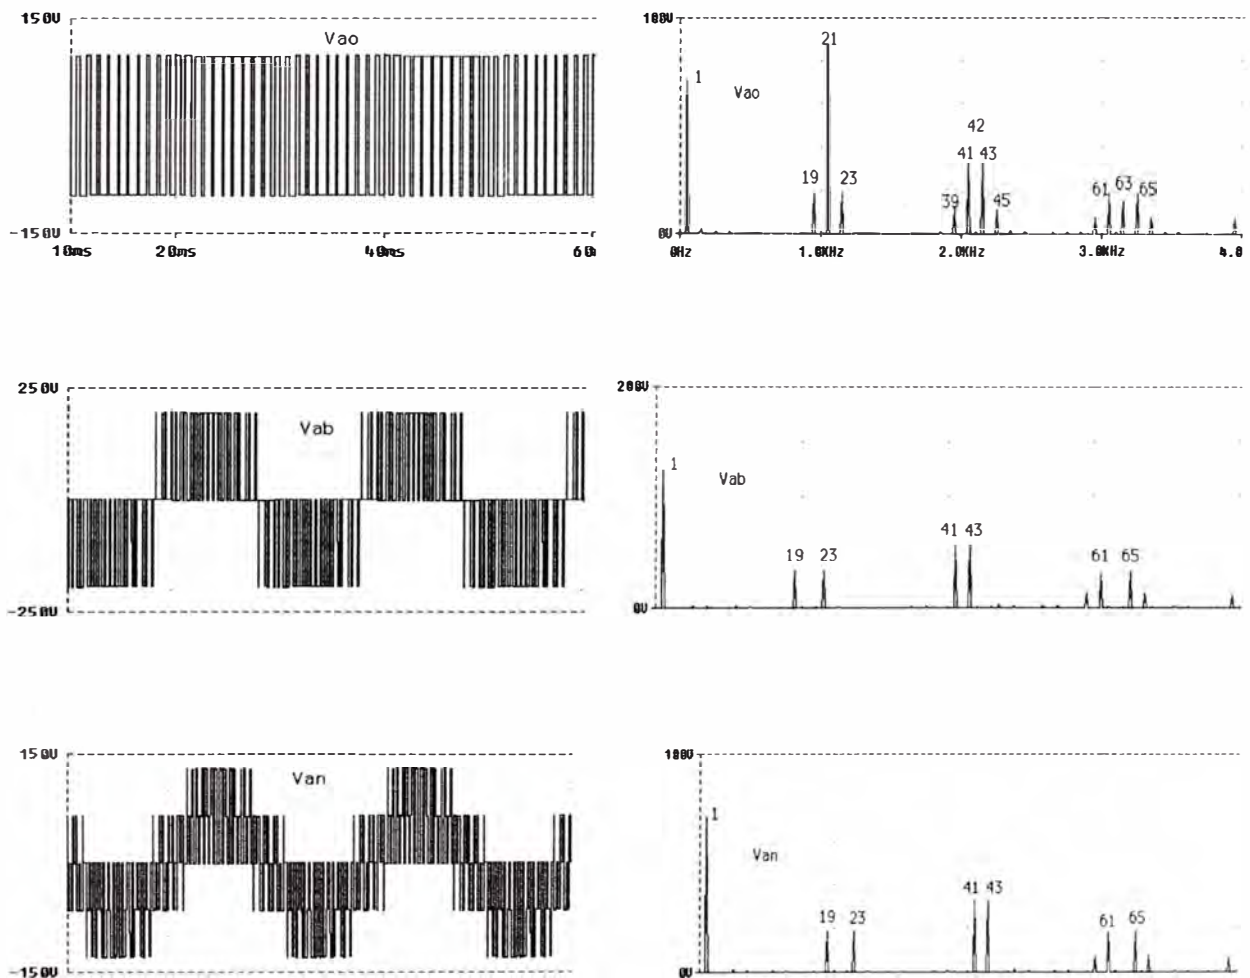 150V
Vao
-150V
10ms 20ms 40ms 60
100V
1
21
Vao
19
23
42
41 43
39
45
61 63 65
0V
0Hz 1.0KHz 2.0KHz 3.0KHz 4.0
250V
Vab
-250V
200V
1
Vab
19 23
41 43
61 65
0V
150V
Van
-150V
1
Van
19 23
41 43
61 65
0V